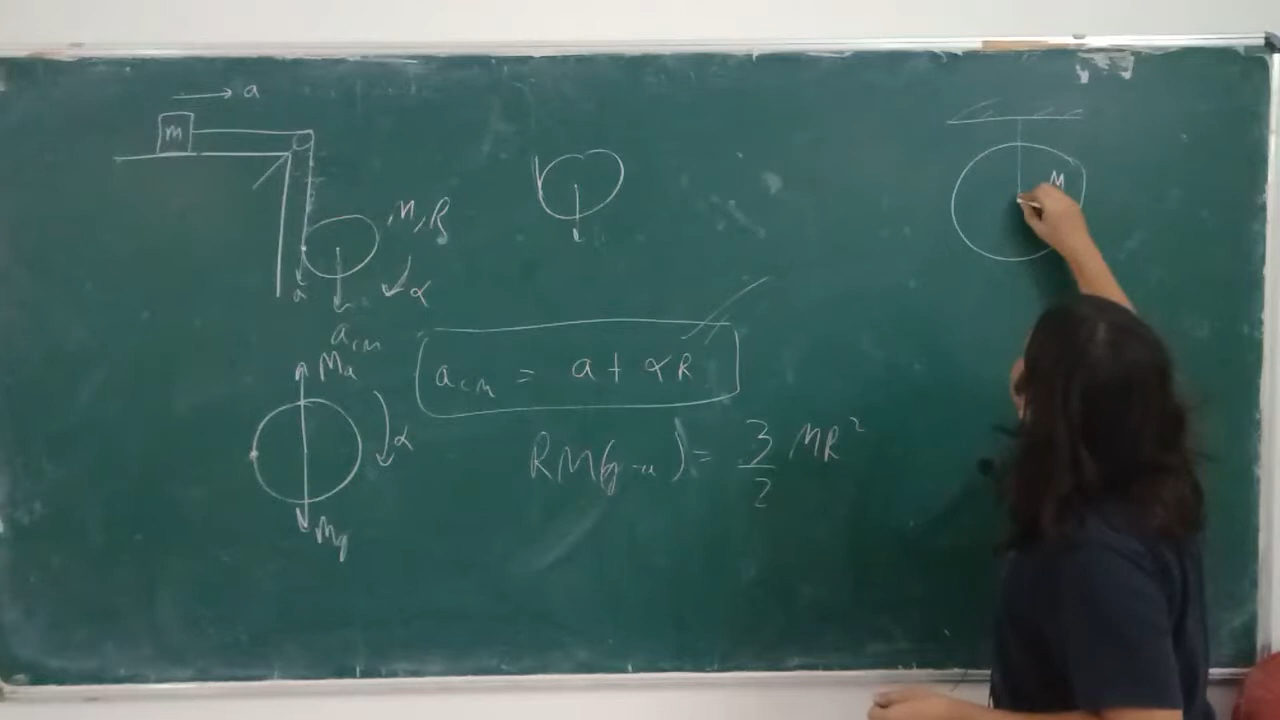 a
m
M, R
a
α
a_cm
Ma
α
Mg
a_cm = a + αR
RM(g-a) = 3/2 MR²
M